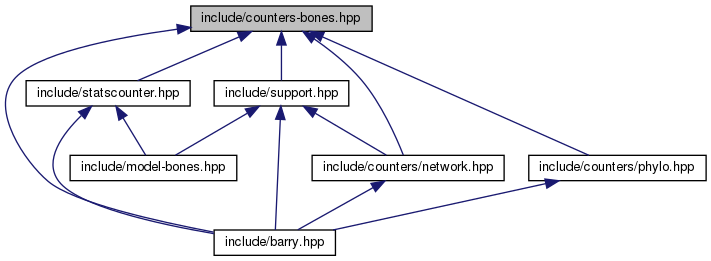 include/counters-bones.hpp
include/statscounter.hpp
include/support.hpp
include/model-bones.hpp
include/counters/network.hpp
include/counters/phylo.hpp
include/barry.hpp